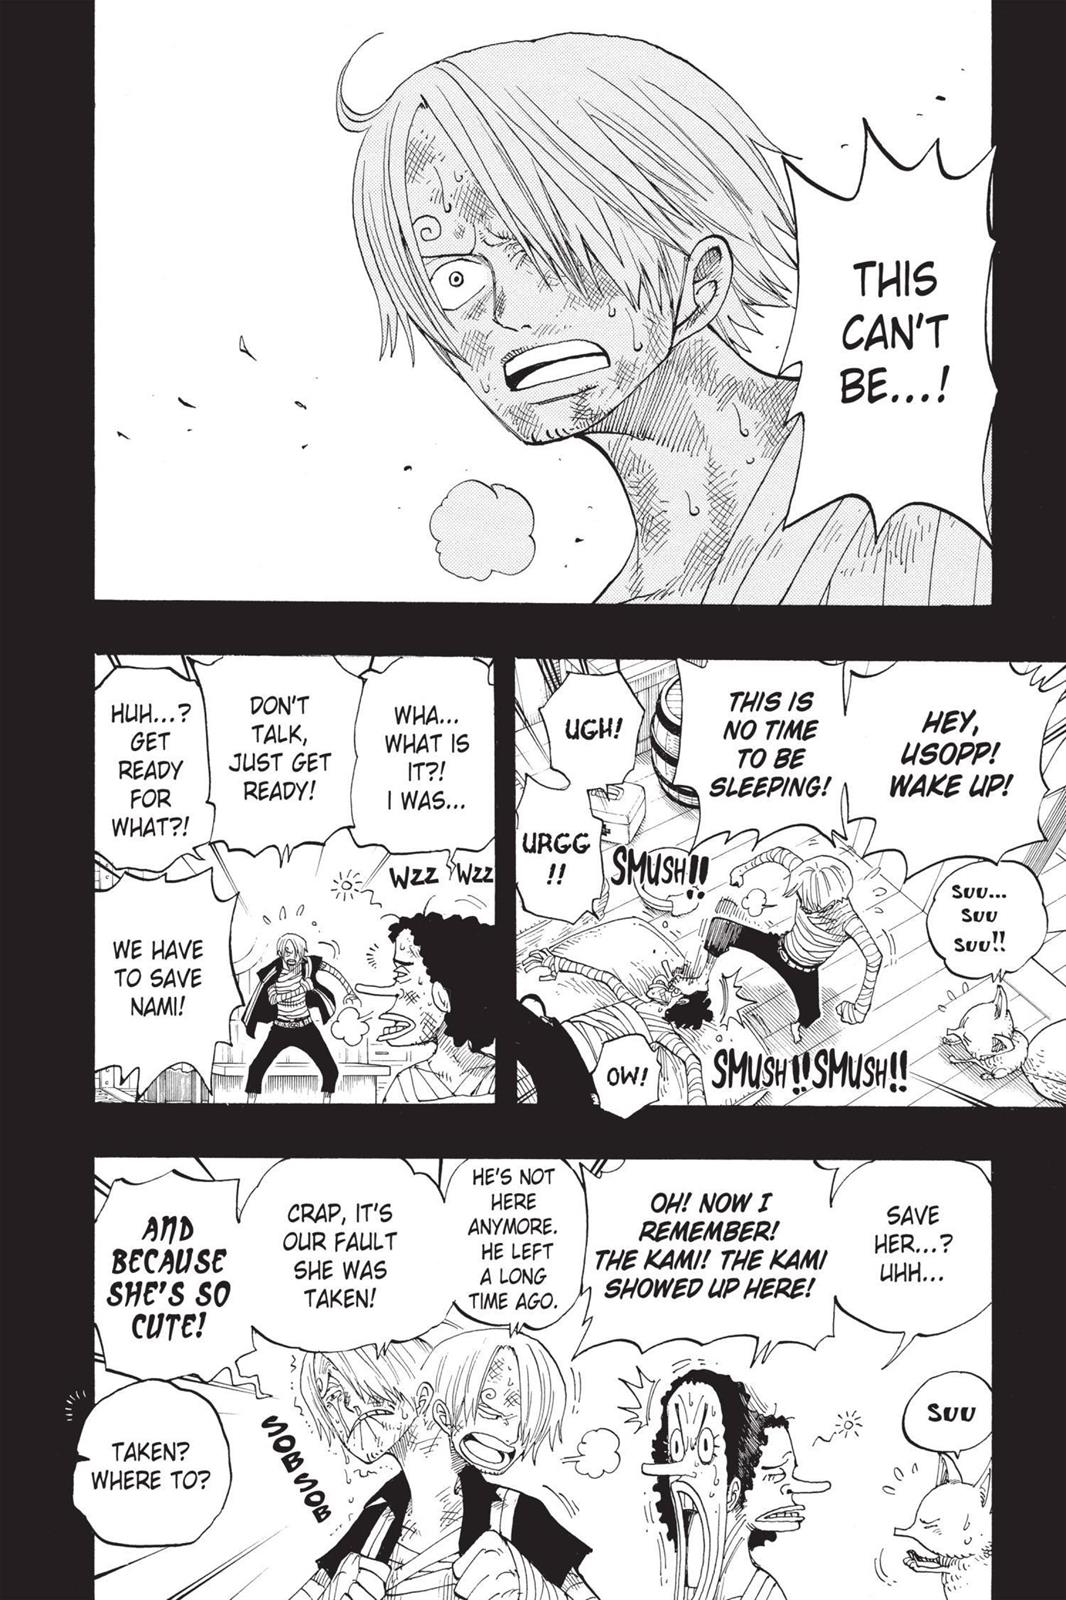 THIS
CAN'T
BE...!
HEY,
USOPP!
WAKE UP!
THIS IS
NO TIME
TO BE
SLEEPING!
UGH!
URGG
!!
SMUSH!!
SUU...
SUU
SUU!!
OW!
SMUSH!! SMUSH!!
WHA...
WHAT IS
IT?!
I WAS...
DON'T
TALK,
JUST GET
READY!
HUH...?
GET
READY
FOR
WHAT?!
WZZ WZZ
WE HAVE
TO SAVE
NAMI!
SAVE
HER...?
UHH...
OH! NOW I
REMEMBER!
THE KAMI! THE KAMI
SHOWED UP HERE!
HE'S NOT
HERE
ANYMORE.
HE LEFT
A LONG
TIME AGO.
CRAP, IT'S
OUR FAULT
SHE WAS
TAKEN!
AND
BECAUSE
SHE'S SO
CUTE!
SUU
SOB SOB
TAKEN?
WHERE TO?